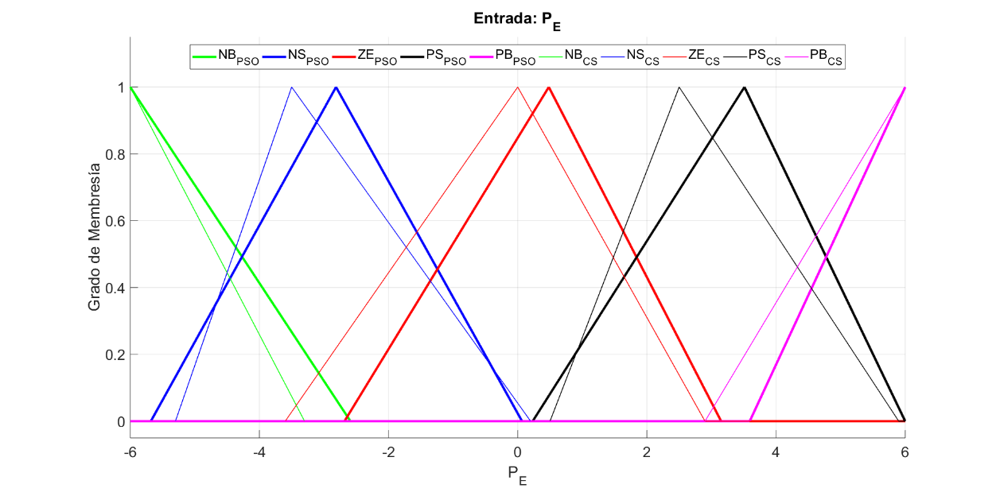 Entrada: P_E
NB_PSO NS_PSO ZE_PSO PS_PSO PB_PSO NB_CS NS_CS ZE_CS PS_CS PB_CS
Grado de Membresía
1
0.8
0.6
0.4
0.2
0
-6 -4 -2 0 2 4 6
P_E